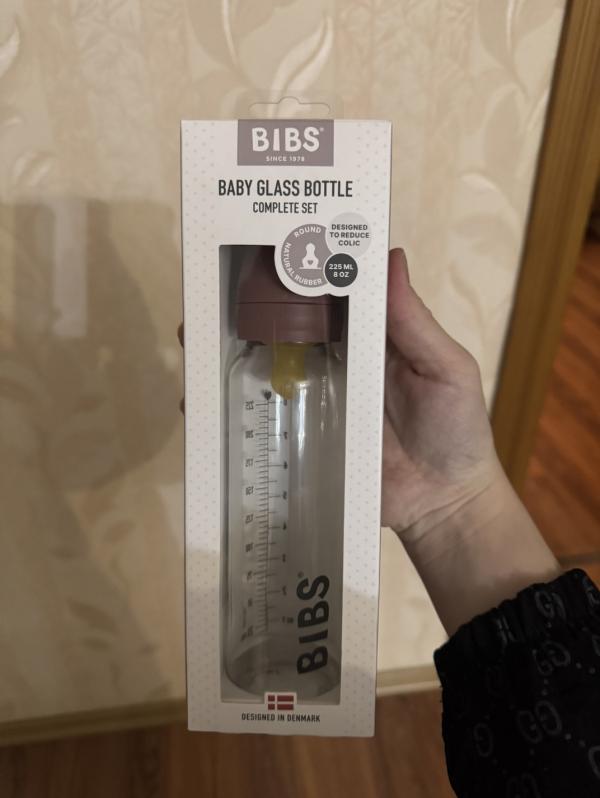 BIBS®
SINCE 1978
BABY GLASS BOTTLE
COMPLETE SET
DESIGNED
TO REDUCE
COLIC
ROUND
NATURAL RUBBER
225 ML
8 OZ
BIBS®
DESIGNED IN DENMARK